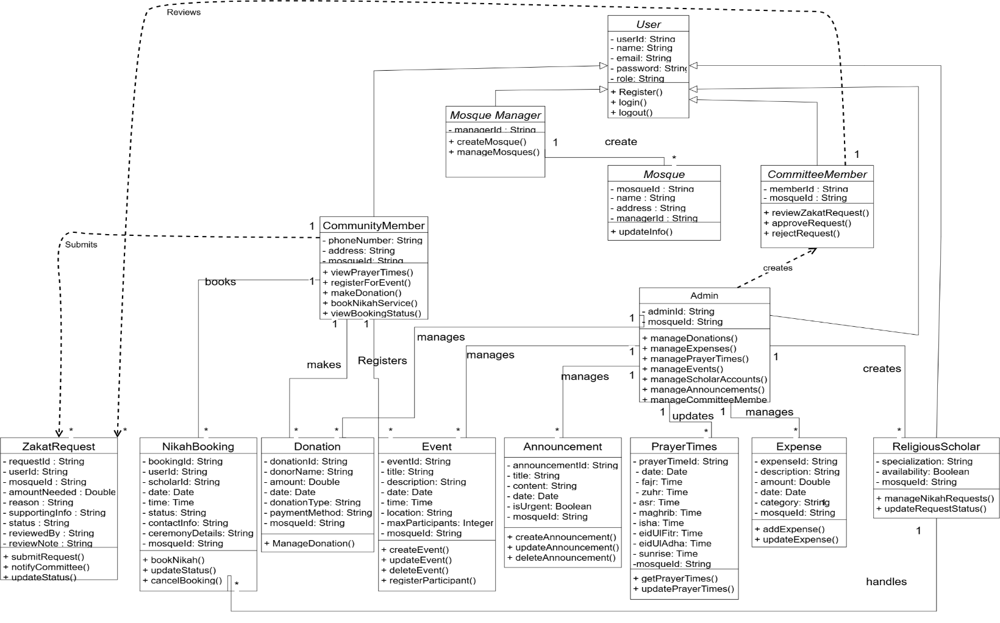 Reviews
User
- userId: String
- name: String
- email: String
- password: String
- role: String
+ Register()
+ login()
+ logout()
Mosque Manager
- managerId : String
+ createMosque()
+ manageMosques()
1
create
*
Mosque
- mosqueId : String
- name : String
- address : String
- managerId : String
+ updateInfo()
1
CommitteeMember
- memberId : String
- mosqueId : String
+ reviewZakatRequest()
+ approveRequest()
+ rejectRequest()
1
Submits
CommunityMember
- phoneNumber: String
- address: String
- mosqueId: String
+ viewPrayerTimes()
+ registerForEvent()
+ makeDonation()
+ bookNikahService()
+ viewBookingStatus()
books
1
1
1
makes
Registers
creates
Admin
- adminId: String
- mosqueId: String
+ manageDonations()
+ manageExpenses()
+ managePrayerTimes()
+ manageEvents()
+ manageScholarAccounts()
+ manageAnnouncements()
+ manageCommitteeMembe
1
manages
1
manages
1
manages
1
creates
1
updates
1
manages
*
*
*
*
*
*
*
*
*
*
*
ZakatRequest
- requestId : String
- userId: String
- mosqueId : String
- amountNeeded : Double
- reason : String
- supportingInfo : String
- status : String
- reviewedBy : String
- reviewNote : String
+ submitRequest()
+ notifyCommittee()
+ updateStatus()
NikahBooking
- bookingId: String
- userId: String
- scholarId: String
- date: Date
- time: Time
- status: String
- contactInfo: String
- ceremonyDetails: String
- mosqueId: String
+ bookNikah()
+ updateStatus()
+ cancelBooking()
*
Donation
- donationId: String
- donorName: String
- amount: Double
- date: Date
- donationType: String
- paymentMethod: String
- mosqueId: String
+ ManageDonation()
Event
- eventId: String
- title: String
- description: String
- date: Date
- time: Time
- location: String
- maxParticipants: Integer
- mosqueId: String
+ createEvent()
+ updateEvent()
+ deleteEvent()
+ registerParticipant()
Announcement
- announcementId: String
- title: String
- content: String
- date: Date
- isUrgent: Boolean
- mosqueId: String
+ createAnnouncement()
+ updateAnnouncement()
+ deleteAnnouncement()
PrayerTimes
- prayerTimeId: String
- date: Date
- fajr: Time
- zuhr: Time
- asr: Time
- maghrib: Time
- isha: Time
- eidUlFitr: Time
- eidUlAdha: Time
- sunrise: Time
-mosqueId: String
+ getPrayerTimes()
+ updatePrayerTimes()
Expense
- expenseId: String
- description: String
- amount: Double
- date: Date
- category: String
1
- mosqueId: String
+ addExpense()
+ updateExpense()
ReligiousScholar
- specialization: String
- availability: Boolean
- mosqueId: String
+ manageNikahRequests()
+ updateRequestStatus()
1
handles